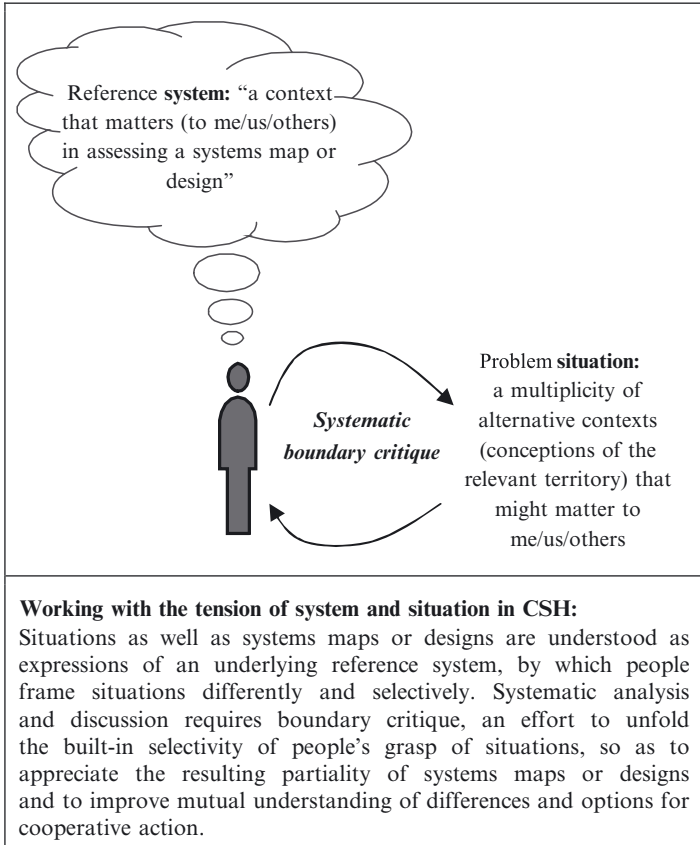 Reference system: “a context
that matters (to me/us/others)
in assessing a systems map or
design”
Systematic
boundary critique
Problem situation:
a multiplicity of
alternative contexts
(conceptions of the
relevant territory) that
might matter to
me/us/others
Working with the tension of system and situation in CSH:
Situations as well as systems maps or designs are understood as
expressions of an underlying reference system, by which people
frame situations differently and selectively. Systematic analysis
and discussion requires boundary critique, an effort to unfold
the built-in selectivity of people’s grasp of situations, so as to
appreciate the resulting partiality of systems maps or designs
and to improve mutual understanding of differences and options for
cooperative action.